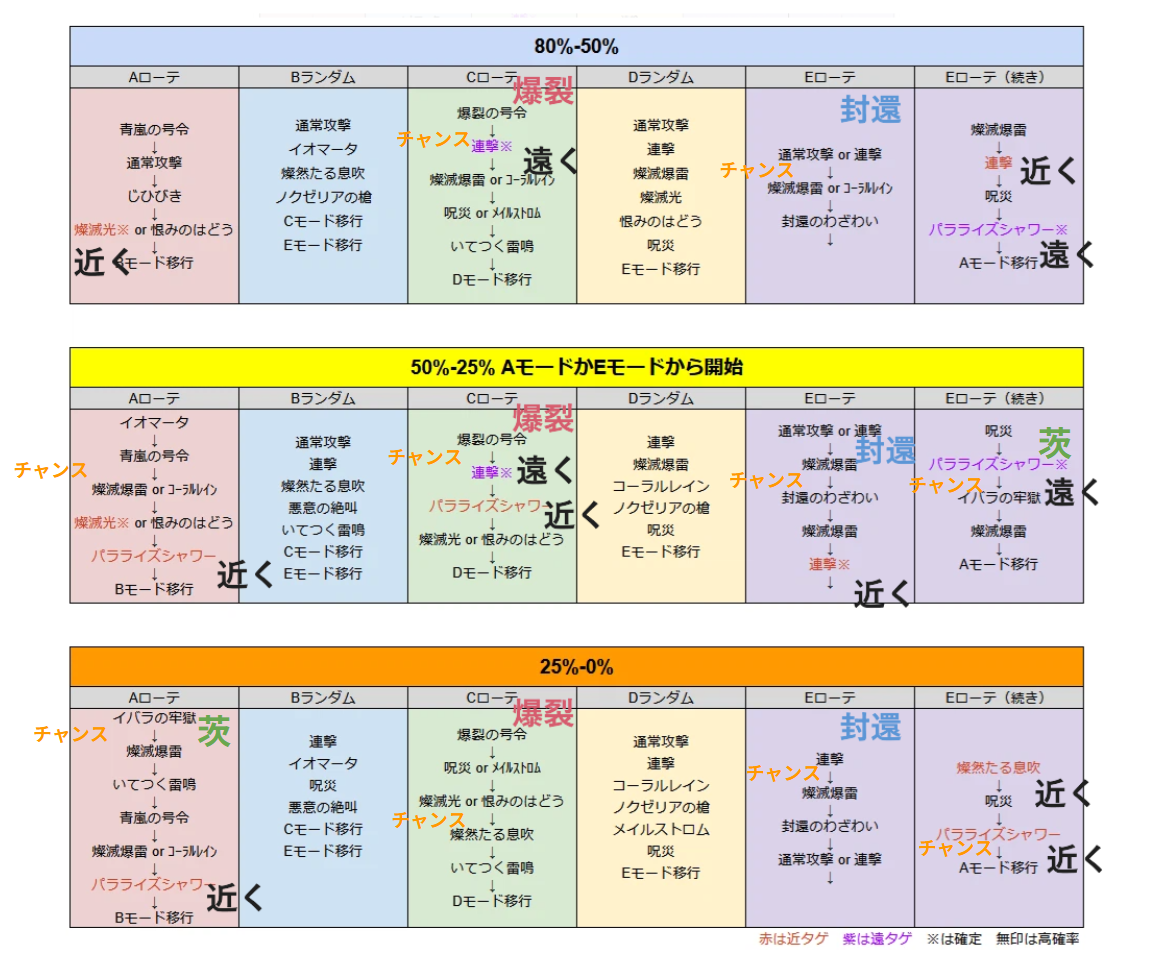 80%-50%
Aローテ
青嵐の号令
↓
通常攻撃
↓
じひびき
↓
燦滅光※ or 恨みのはどう
↓
Bモード移行
近く
Bランダム
通常攻撃
イオマータ
燦然たる息吹
ノクゼリアの槍
Cモード移行
Eモード移行
Cローテ
爆裂
爆裂の号令
↓
チャンス
連撃※
遠く
↓
燦滅爆雷 or コーラルレイン
↓
呪災 or メイルストロム
↓
いてつく雷鳴
↓
Dモード移行
Dランダム
通常攻撃
連撃
燦滅爆雷
燦滅光
恨みのはどう
呪災
Eモード移行
Eローテ
封還
通常攻撃 or 連撃
チャンス
↓
燦滅爆雷 or コーラルレイン
↓
封還のわざわい
↓
Eローテ（続き）
燦滅爆雷
↓
連撃
近く
↓
呪災
↓
パラライズシャワー※
↓
遠く
Aモード移行
50%-25% AモードかEモードから開始
Aローテ
イオマータ
↓
青嵐の号令
チャンス
↓
燦滅爆雷 or コーラルレイン
↓
燦滅光※ or 恨みのはどう
↓
パラライズシャワー
↓
近く
Bモード移行
Bランダム
通常攻撃
連撃
燦然たる息吹
悪意の絶叫
いてつく雷鳴
Cモード移行
Eモード移行
Cローテ
爆裂
爆裂の号令
チャンス
↓
連撃※
遠く
↓
パラライズシャワー
近く
↓
燦滅光 or 恨みのはどう
↓
Dモード移行
Dランダム
連撃
燦滅爆雷
コーラルレイン
ノクゼリアの槍
呪災
Eモード移行
Eローテ
通常攻撃 or 連撃
封還
↓
燦滅爆雷
チャンス
↓
封還のわざわい
↓
燦滅爆雷
↓
連撃※
↓
近く
Eローテ（続き）
呪災
茨
↓
パラライズシャワー※
チャンス
↓
遠く
イバラの牢獄
↓
燦滅爆雷
↓
Aモード移行
25%-0%
Aローテ
イバラの牢獄
茨
チャンス
↓
燦滅爆雷
↓
いてつく雷鳴
↓
青嵐の号令
↓
燦滅爆雷 or コーラルレイン
↓
パラライズシャワー
近く
↓
Bモード移行
Bランダム
連撃
イオマータ
呪災
悪意の絶叫
Cモード移行
Eモード移行
Cローテ
爆裂
爆裂の号令
↓
呪災 or メイルストロム
↓
燦滅光 or 恨みのはどう
チャンス
↓
燦然たる息吹
↓
いてつく雷鳴
↓
Dモード移行
Dランダム
通常攻撃
連撃
コーラルレイン
ノクゼリアの槍
メイルストロム
呪災
Eモード移行
Eローテ
封還
連撃
チャンス
↓
燦滅爆雷
↓
封還のわざわい
↓
通常攻撃 or 連撃
↓
Eローテ（続き）
燦然たる息吹
↓
近く
呪災
↓
パラライズシャワー
チャンス
↓
近く
Aモード移行
赤は近タゲ 紫は遠タゲ ※は確定 無印は高確率